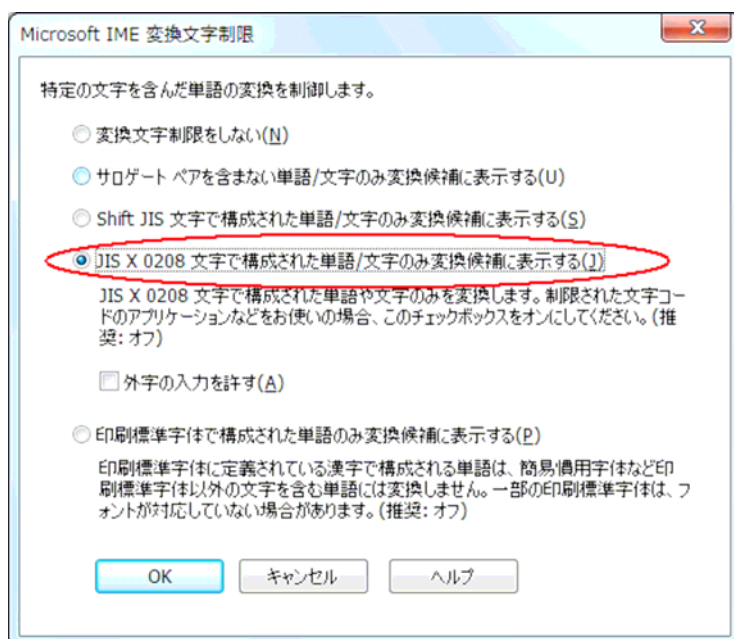 Microsoft IME 変換文字制限
特定の文字を含んだ単語の変換を制御します。
変換文字制限をしない(N)
サロゲート ペアを含まない単語/文字のみ変換候補に表示する(U)
Shift JIS 文字で構成された単語/文字のみ変換候補に表示する(S)
JIS X 0208 文字で構成された単語/文字のみ変換候補に表示する(J)
JIS X 0208 文字で構成された単語や文字のみを変換します。制限された文字コー
ドのアプリケーションなどをお使いの場合、このチェックボックスをオンにしてください。(推
奨: オフ)
外字の入力を許す(A)
印刷標準字体で構成された単語のみ変換候補に表示する(P)
印刷標準字体に定義されている漢字で構成される単語は、簡易慣用字体など印
刷標準字体以外の文字を含む単語には変換しません。一部の印刷標準字体は、フ
ォントが対応していない場合があります。(推奨: オフ)
OK
キャンセル
ヘルプ